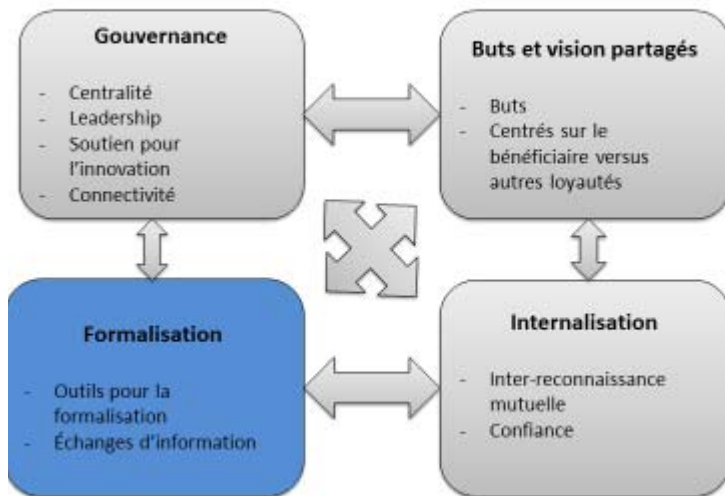 Gouvernance
- Centralité
- Leadership
- Soutien pour
l'innovation
- Connectivité
Buts et vision partagés
- Buts
- Centrés sur le
bénéficiaire versus
autres loyautés
Formalisation
- Outils pour la
formalisation
- Échanges d'information
Internalisation
- Inter-reconnaissance
mutuelle
- Confiance